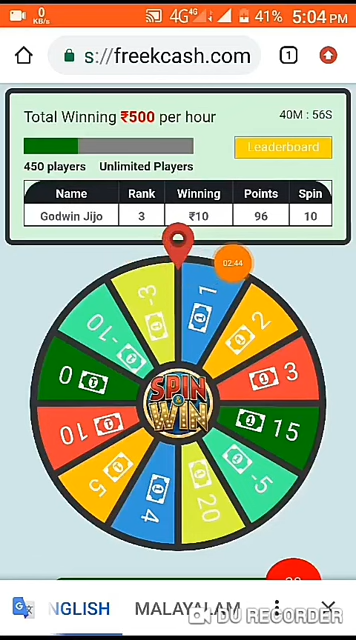 0
KB/s
4G 4G 41% 5:04 PM
s://freekcash.com 1
Total Winning ₹500 per hour
40M : 56S
Leaderboard
450 players Unlimited Players
Name Rank Winning Points Spin
Godwin Jijo 3 ₹10 96 10
02:44
1
2
3
15
-5
20
4
5
10
0
-10
-3
SPIN
&
WIN
NGLISH MALAYALAM
DU RECORDER